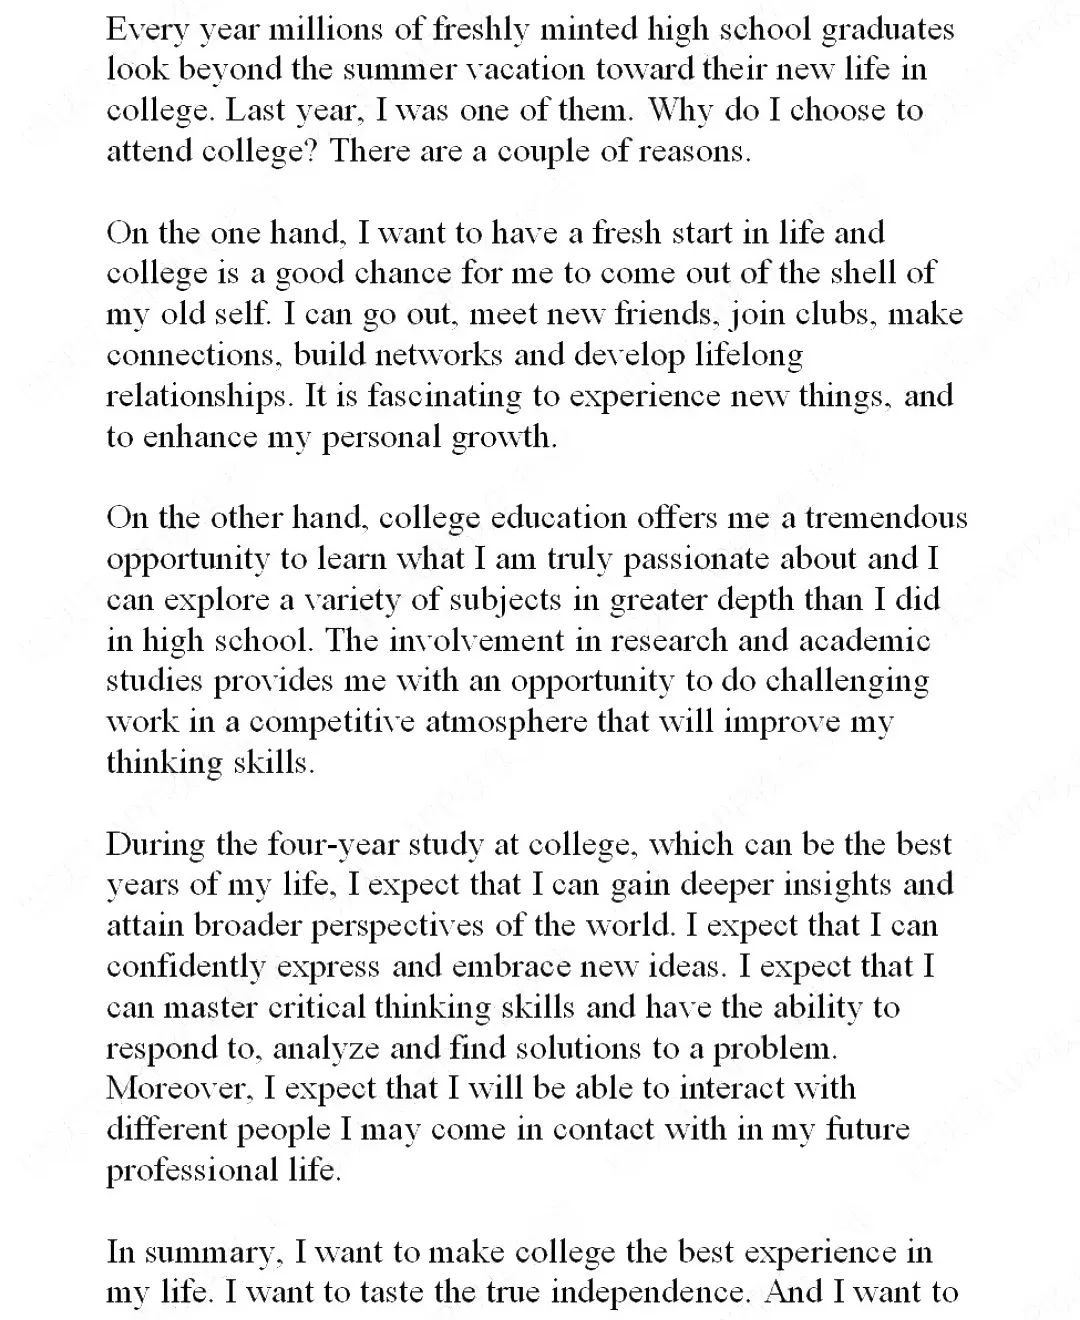 Every year millions of freshly minted high school graduates
look beyond the summer vacation toward their new life in
college. Last year, I was one of them. Why do I choose to
attend college? There are a couple of reasons.
On the one hand, I want to have a fresh start in life and
college is a good chance for me to come out of the shell of
my old self. I can go out, meet new friends, join clubs, make
connections, build networks and develop lifelong
relationships. It is fascinating to experience new things, and
to enhance my personal growth.
On the other hand, college education offers me a tremendous
opportunity to learn what I am truly passionate about and I
can explore a variety of subjects in greater depth than I did
in high school. The involvement in research and academic
studies provides me with an opportunity to do challenging
work in a competitive atmosphere that will improve my
thinking skills.
During the four-year study at college, which can be the best
years of my life, I expect that I can gain deeper insights and
attain broader perspectives of the world. I expect that I can
confidently express and embrace new ideas. I expect that I
can master critical thinking skills and have the ability to
respond to, analyze and find solutions to a problem.
Moreover, I expect that I will be able to interact with
different people I may come in contact with in my future
professional life.
In summary, I want to make college the best experience in
my life. I want to taste the true independence. And I want to